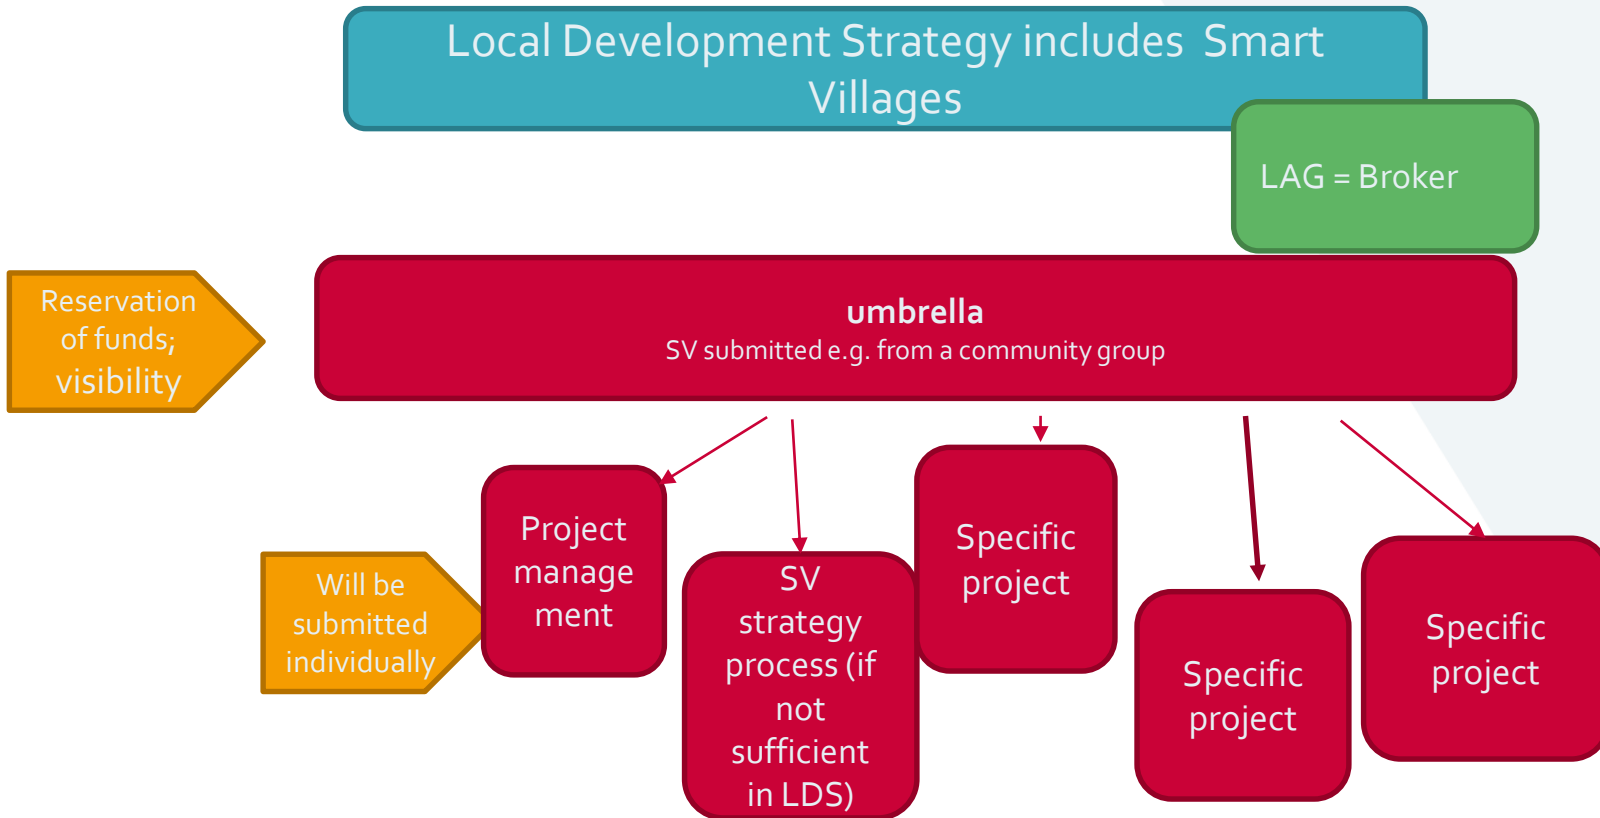 Local Development Strategy includes  Smart
Villages
LAG = Broker
Reservation
of funds;
visibility
umbrella
SV submitted e.g. from a community group
Will be
submitted
individually
Project
manage
ment
SV
strategy
process (if
not
sufficient
in LDS)
Specific
project
Specific
project
Specific
project